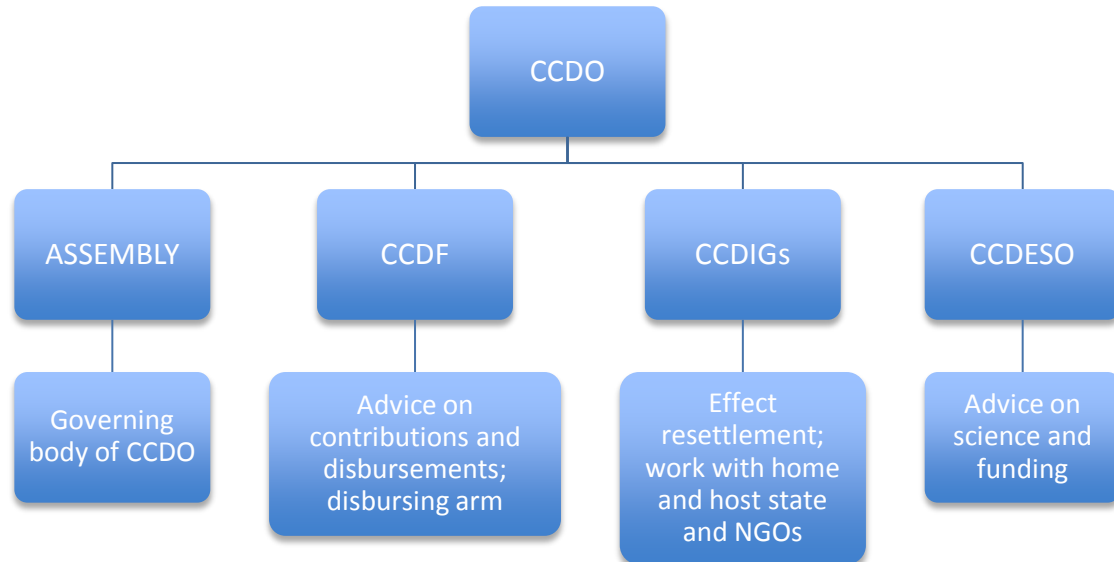 CCDO
ASSEMBLY
CCDF
CCDIGs
CCDESO
Governing
body of CCDO
Advice on
contributions and
disbursements;
disbursing arm
Effect
resettlement;
work with home
and host state
and NGOs
Advice on
science and
funding